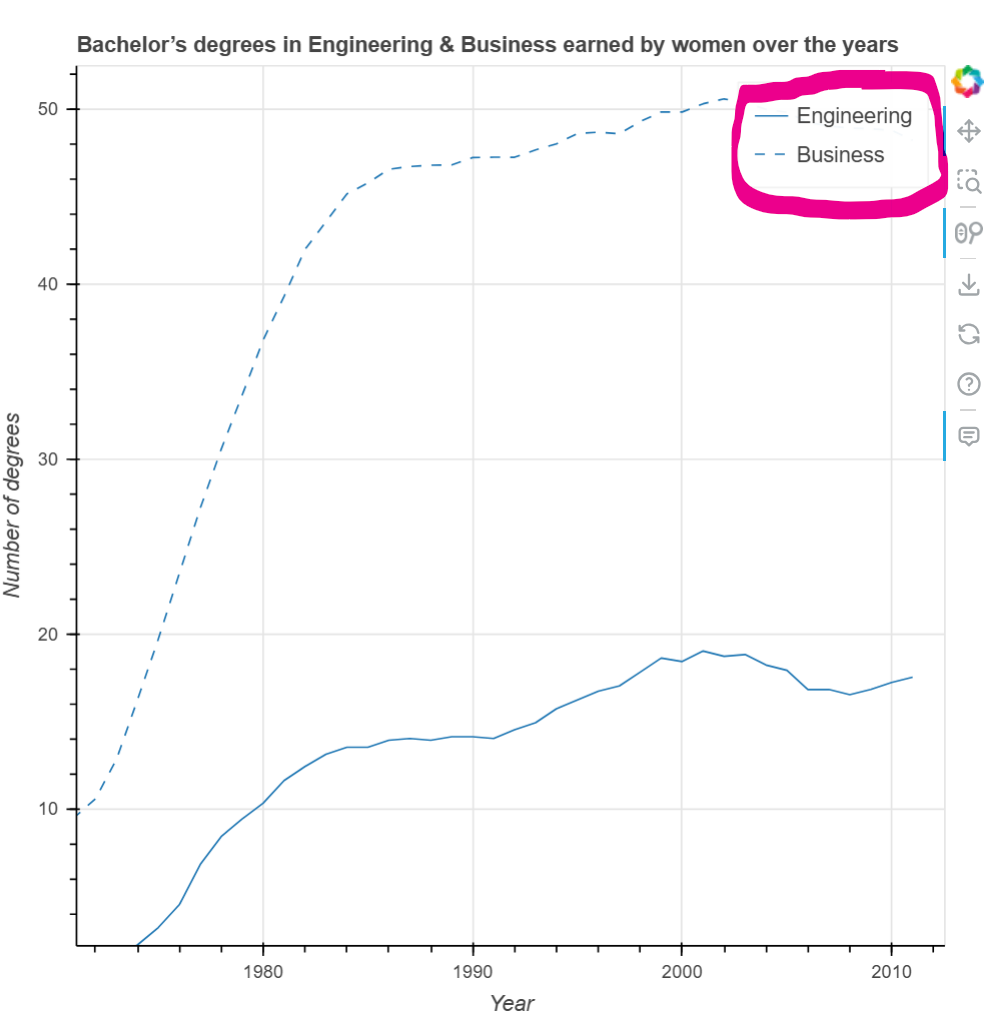 Bachelor’s degrees in Engineering & Business earned by women over the years
Engineering
Business
50
40
30
20
10
Number of degrees
1980 1990 2000 2010
Year